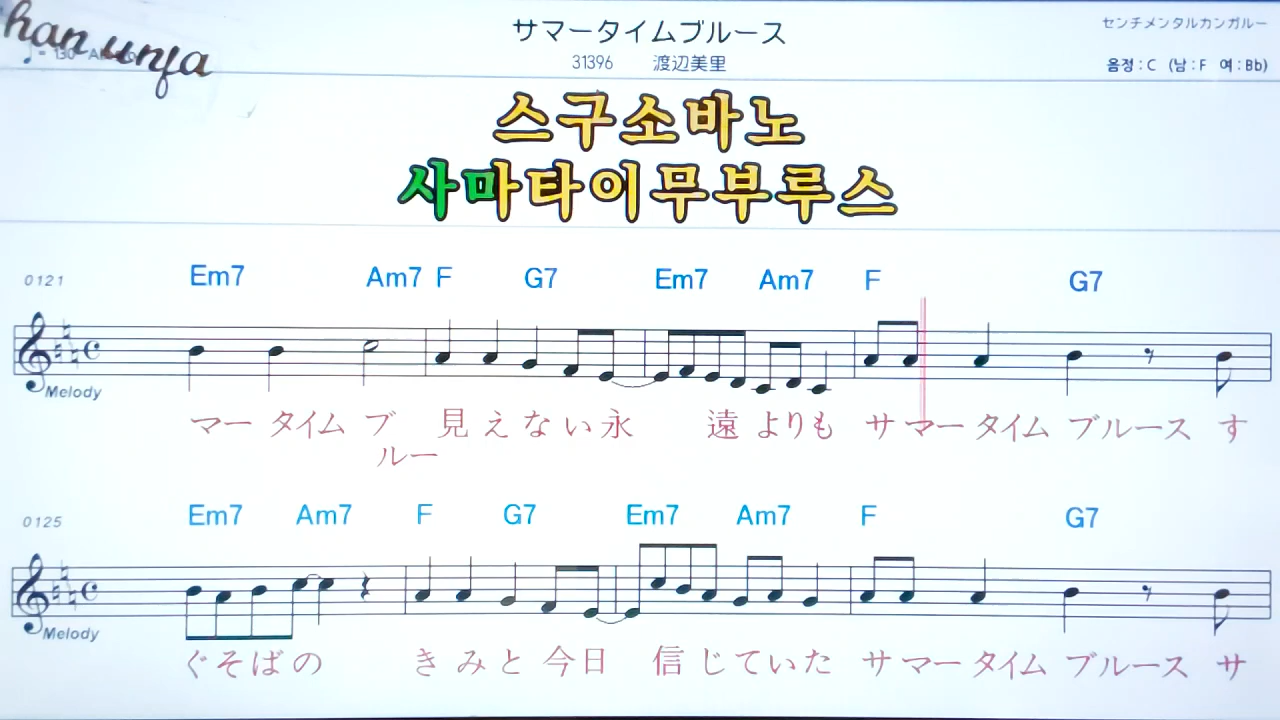 han unja
サマータイムブルース
センチメンタルカンガルー
31396 渡辺美里
음정 : C (남 : F 여 : Bb)
스구소바노
사마타이무부루스
0121 Em7 Am7 F G7 Em7 Am7 F G7
Melody
マー タイム ブルー 見えない永 遠よりも サマー タイム ブルース す
0125 Em7 Am7 F G7 Em7 Am7 F G7
Melody
ぐそばの きみと今日 信じていた サマー タイム ブルース サ